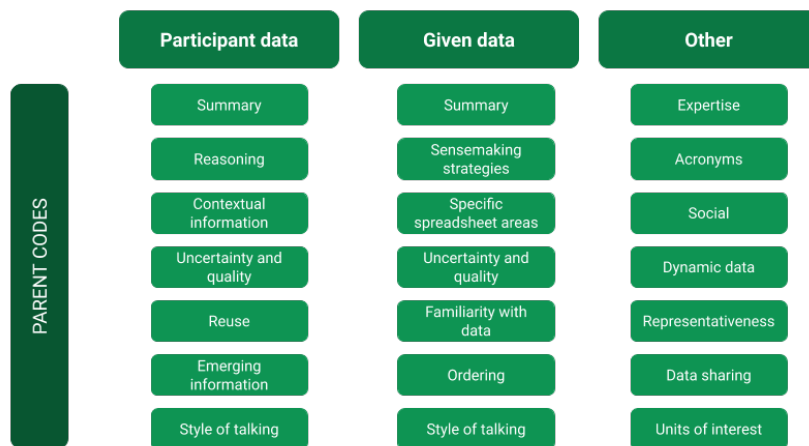 Participant data
Given data
Other
PARENT CODES
Summary
Summary
Expertise
Reasoning
Sensemaking
strategies
Acronyms
Contextual
information
Specific
spreadsheet areas
Social
Uncertainty and
quality
Uncertainty and
quality
Dynamic data
Reuse
Familiarity with
data
Representativeness
Emerging
information
Ordering
Data sharing
Style of talking
Style of talking
Units of interest